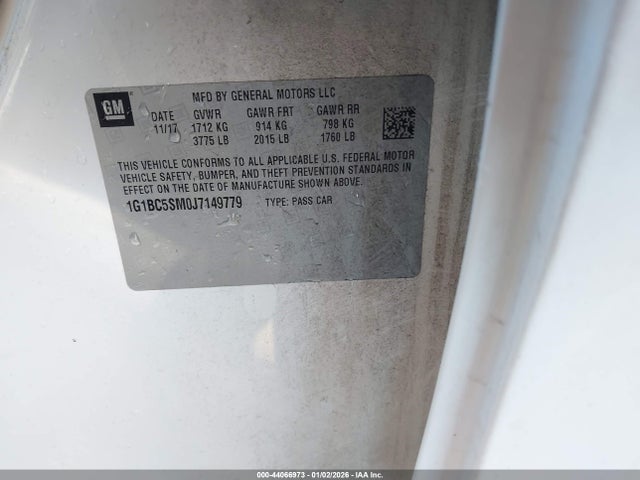 GM
MFD BY GENERAL MOTORS LLC
DATE GVWR GAWR FRT GAWR RR
11/17 1712 KG 914 KG 798 KG
3775 LB 2015 LB 1760 LB
THIS VEHICLE CONFORMS TO ALL APPLICABLE U.S. FEDERAL MOTOR
VEHICLE SAFETY, BUMPER, AND THEFT PREVENTION STANDARDS IN
EFFECT ON THE DATE OF MANUFACTURE SHOWN ABOVE.
1G1BC5SM0J7149779 TYPE: PASS CAR
000-44066973 - 01/02/2026 - IAA Inc.